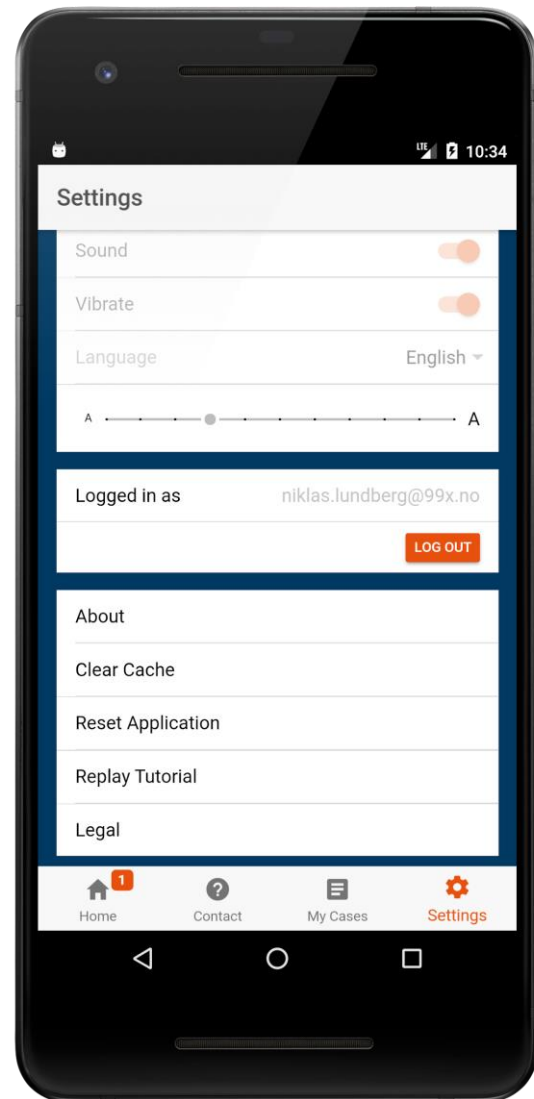 LTE 10:34
Settings
Sound
Vibrate
Language English
A A
Logged in as niklas.lundberg@99x.no
LOG OUT
About
Clear Cache
Reset Application
Replay Tutorial
Legal
1
Home Contact My Cases Settings